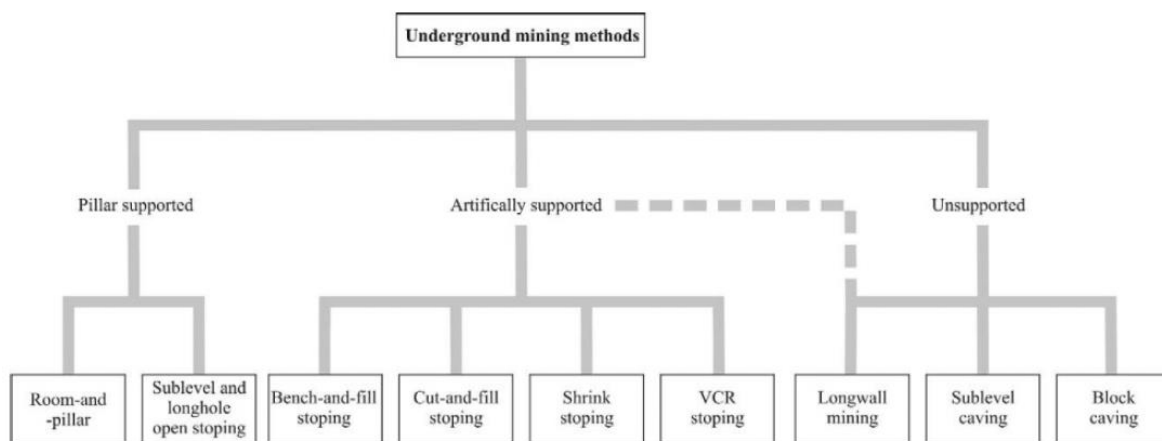 Underground mining methods
Pillar supported
Artifically supported
Unsupported
Room-and
-pillar
Sublevel and
longhole
open stoping
Bench-and-fill
stoping
Cut-and-fill
stoping
Shrink
stoping
VCR
stoping
Longwall
mining
Sublevel
caving
Block
caving